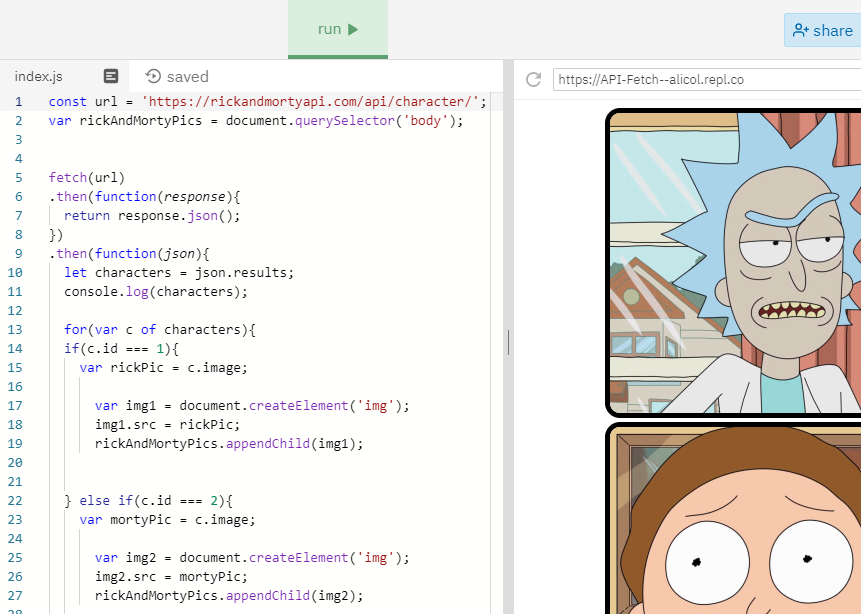 run
share
index.js
saved
https://API-Fetch--alicol.repl.co
1 const url = 'https://rickandmortyapi.com/api/character/';
2 var rickAndMortyPics = document.querySelector('body');
3
4
5 fetch(url)
6 .then(function(response){
7 return response.json();
8 })
9 .then(function(json){
10 let characters = json.results;
11 console.log(characters);
12
13 for(var c of characters){
14 if(c.id === 1){
15 var rickPic = c.image;
16
17 var img1 = document.createElement('img');
18 img1.src = rickPic;
19 rickAndMortyPics.appendChild(img1);
20
21
22 } else if(c.id === 2){
23 var mortyPic = c.image;
24
25 var img2 = document.createElement('img');
26 img2.src = mortyPic;
27 rickAndMortyPics.appendChild(img2);
28